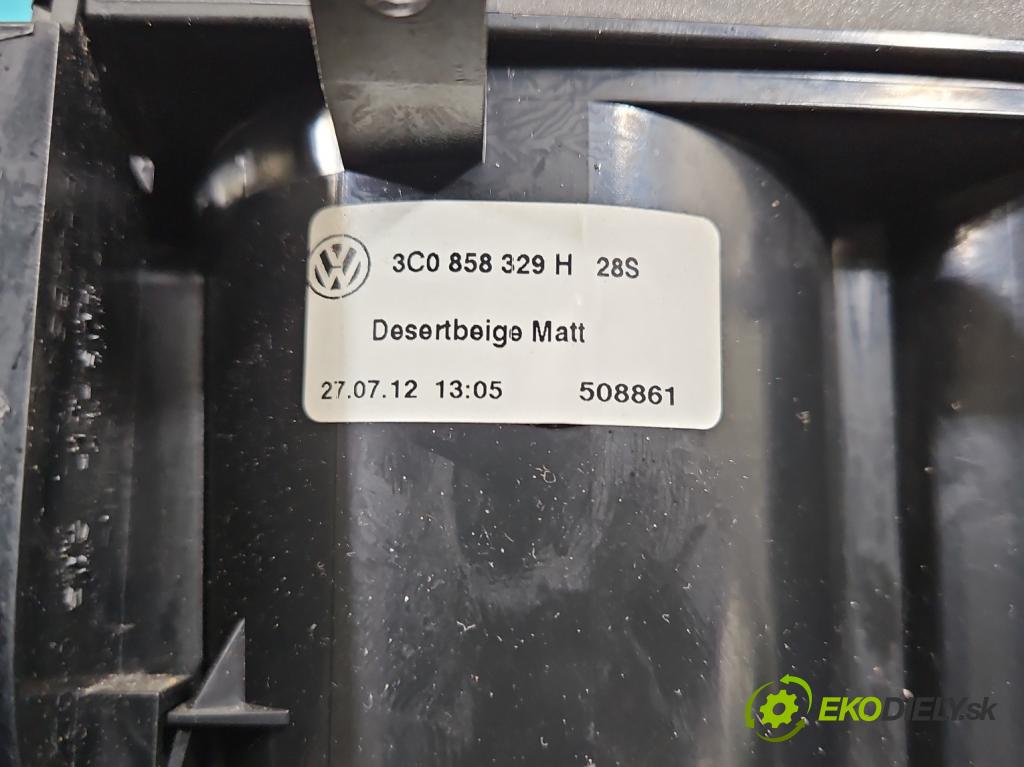 3C0 858 329 H 28S
Desertbeige Matt
27.07.12 13:05 508861
EKODIELY.sk